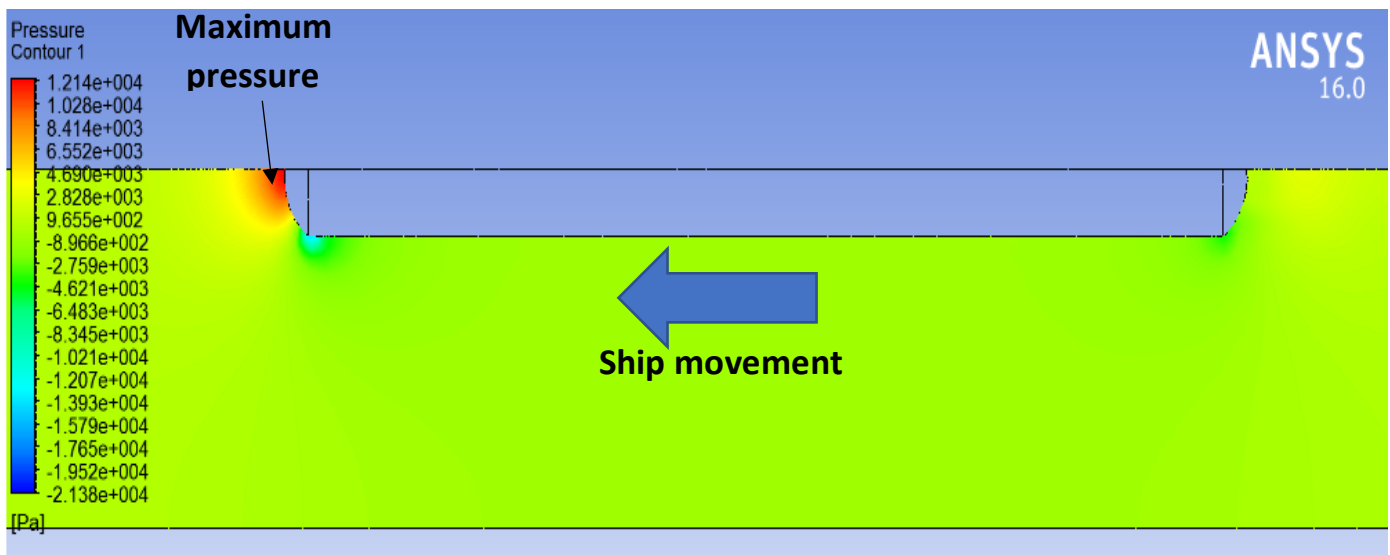 Pressure
Contour 1
1.214e+004
1.028e+004
8.414e+003
6.552e+003
4.690e+003
2.828e+003
9.655e+002
-8.966e+002
-2.759e+003
-4.621e+003
-6.483e+003
-8.345e+003
-1.021e+004
-1.207e+004
-1.393e+004
-1.579e+004
-1.765e+004
-1.952e+004
-2.138e+004
[Pa]
Maximum
pressure
ANSYS
16.0
Ship movement